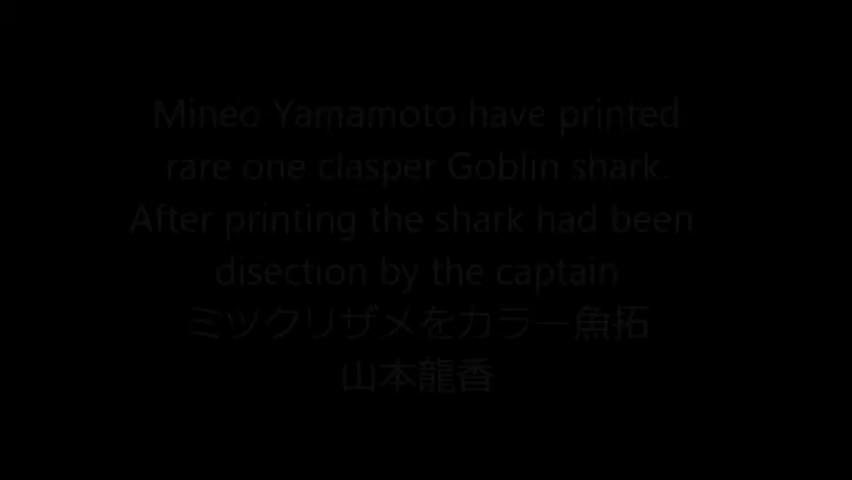 Mineo Yamamoto have printed
rare one clasper Goblin shark.
After printing the shark had been
disection by the captain
ミツクリザメをカラー魚拓
山本龍香